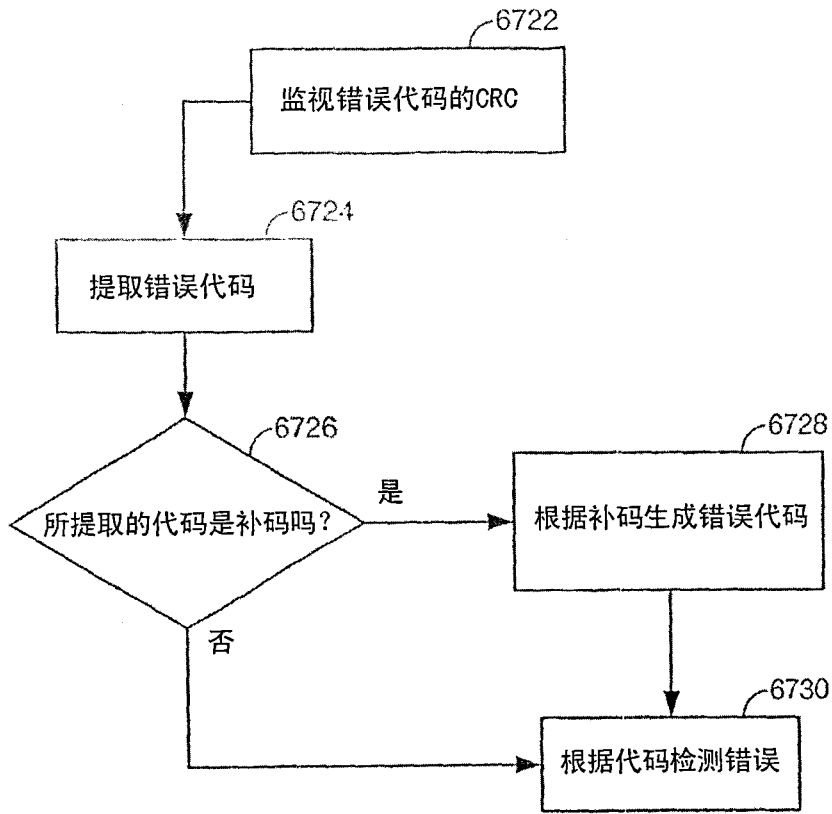 6722
监视错误代码的CRC
6724
提取错误代码
6726
所提取的代码是补码吗?
是
6728
根据补码生成错误代码
否
6730
根据代码检测错误